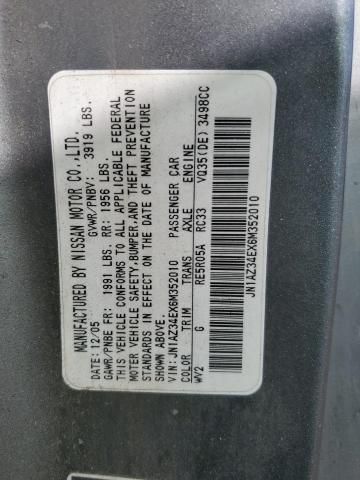 MANUFACTURED BY NISSAN MOTOR CO.,LTD.
DATE: 12/05 GVWR/PNBV: 3919 LBS.
GAWR/PNBE FR: 1991 LBS. RR: 1956 LBS.
THIS VEHICLE CONFORMS TO ALL APPLICABLE FEDERAL
MOTOR VEHICLE SAFETY,BUMPER,AND THEFT PREVENTION
STANDARDS IN EFFECT ON THE DATE OF MANUFACTURE
SHOWN ABOVE.
VIN:JN1AZ34EX6M352010 PASSENGER CAR
COLOR TRIM TRANS AXLE ENGINE
WV2 G RE5R05A RC33 VQ35(DE) 3498CC
JN1AZ34EX6M352010